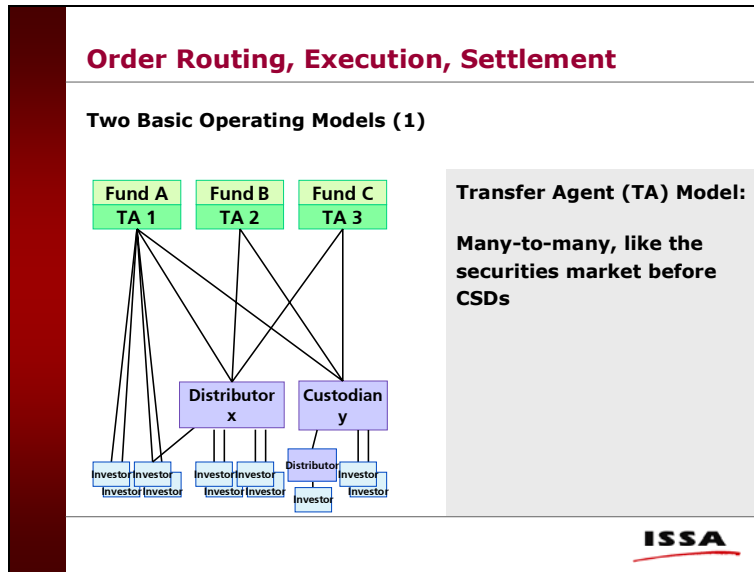 Order Routing, Execution, Settlement
Two Basic Operating Models (1)
Fund A
TA 1
Fund B
TA 2
Fund C
TA 3
Transfer Agent (TA) Model:
Many-to-many, like the
securities market before
CSDs
Distributor
x
Custodian
y
Distributor
Investor
Investor
Investor
Investor
Investor
Investor
Investor
Investor
Investor
Investor
Investor
ISSA